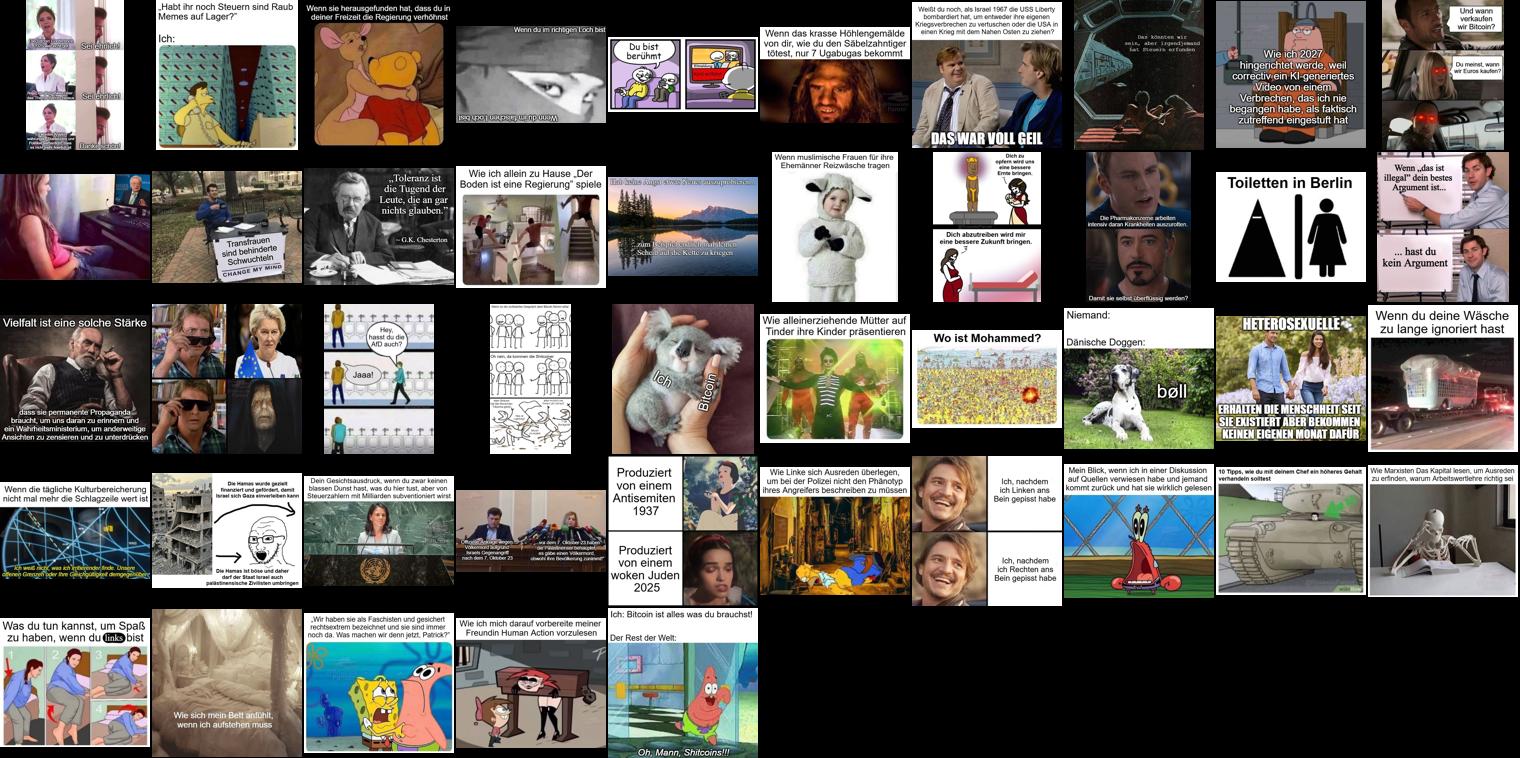 Sei ehrlich!
Sei ehrlich!
Danke schön!
„Habt ihr noch Steuern sind Raub
Memes auf Lager?"
Ich:
Wenn sie herausgefunden hat, dass du in
deiner Freizeit die Regierung verhöhnst
Wenn du im richtigen Loch bist
Wenn du im falschen Loch bist
Du bist
berühmt
Wenn das krasse Höhlengemälde
von dir, wie du den Säbelzahntiger
tötest, nur 7 Ugabugas bekommt
Weißt du noch, als Israel 1967 die USS Liberty
bombardiert hat, um entweder ihre eigenen
Kriegsverbrechen zu vertuschen oder die USA in
einen Krieg mit dem Nahen Osten zu ziehen?
DAS WAR VOLL GEIL
Das könnten wir
sein, aber irgendjemand
hat Steuern erfunden
Wie ich 2027
hingerichtet werde, weil
correctiv ein KI-generiertes
Video von einem
Verbrechen, das ich nie
begangen habe, als faktisch
zutreffend eingestuft hat
Und wann
verkaufen
wir Bitcoin?
Du meinst, wann
wir Euros kaufen?
Transfrauen
sind behinderte
Schwuchteln
CHANGE MY MIND
„Toleranz ist
die Tugend der
Leute, die an gar
nichts glauben."
– G.K. Chesterton
Wie ich allein zu Hause „Der
Boden ist eine Regierung" spiele
Hab keine Angst etwas Neues auszuprobieren...
Wenn muslimische Frauen für ihre
Ehemänner Reizwäsche tragen
Dich zu
opfern wird uns
eine bessere
Ernte bringen.
Dich abzutreiben wird mir
eine bessere Zukunft bringen.
Die Pharmakonzerne arbeiten
intensiv daran Krankheiten auszurotten.
Damit sie selbst überflüssig werden?
Toiletten in Berlin
Wenn „das ist
illegal" dein bestes
Argument ist...
... hast du
kein Argument
Vielfalt ist eine solche Stärke
dass sie permanente Propaganda
braucht, um uns daran zu erinnern und
ein Wahrheitsministerium, um anderweitige
Ansichten zu zensieren und zu unterdrücken
Hey,
hasst du die
AfD auch?
Jaaa!
Oh nein, da kommen die Shitcoiner
Ich
Bitcoin
Wie alleinerziehende Mütter auf
Tinder ihre Kinder präsentieren
Wo ist Mohammed?
Niemand:
Dänische Doggen:
bøll
HETEROSEXUELLE
ERHALTEN DIE MENSCHHEIT SEIT
SIE EXISTIERT ABER BEKOMMEN
KEINEN EIGENEN MONAT DAFÜR
Wenn du deine Wäsche
zu lange ignoriert hast
Wenn die tägliche Kulturbereicherung
nicht mal mehr die Schlagzeile wert ist
Ich weiß nicht, was ich irritierender finde. Unsere
offenen Grenzen oder Ihre Gleichgültigkeit demgegenüber.
Die Hamas wurde gezielt
finanziert und gefördert, damit
Israel sich Gaza einverleiben kann
Die Hamas ist böse und daher
darf der Staat Israel auch
palästinensische Zivilisten umbringen
Dein Gesichtsausdruck, wenn du zwar keinen
blassen Dunst hast, was du hier tust, aber von
Steuerzahlern mit Milliarden subventioniert wirst
Produziert
von einem
Antisemiten
1937
Produziert
von einem
woken Juden
2025
Wie Linke sich Ausreden überlegen,
um bei der Polizei nicht den Phänotyp
ihres Angreifers beschreiben zu müssen
Ich, nachdem
ich Linken ans
Bein gepisst habe
Ich, nachdem
ich Rechten ans
Bein gepisst habe
Mein Blick, wenn ich in einer Diskussion
auf Quellen verwiesen habe und jemand
kommt zurück und hat sie wirklich gelesen
10 Tipps, wie du mit deinem Chef ein höheres Gehalt
verhandeln solltest
Wie Marxisten Das Kapital lesen, um Ausreden
zu erfinden, warum Arbeitswertlehre richtig sei
Was du tun kannst, um Spaß
zu haben, wenn du links bist
1
2
3
4
Wie sich mein Bett anfühlt,
wenn ich aufstehen muss
„Wir haben sie als Faschisten und gesichert
rechtsextrem bezeichnet und sie sind immer
noch da. Was machen wir denn jetzt, Patrick?"
Wie ich mich darauf vorbereite meiner
Freundin Human Action vorzulesen
Ich: Bitcoin ist alles was du brauchst!
Der Rest der Welt:
Oh, Mann, Shitcoins!!!